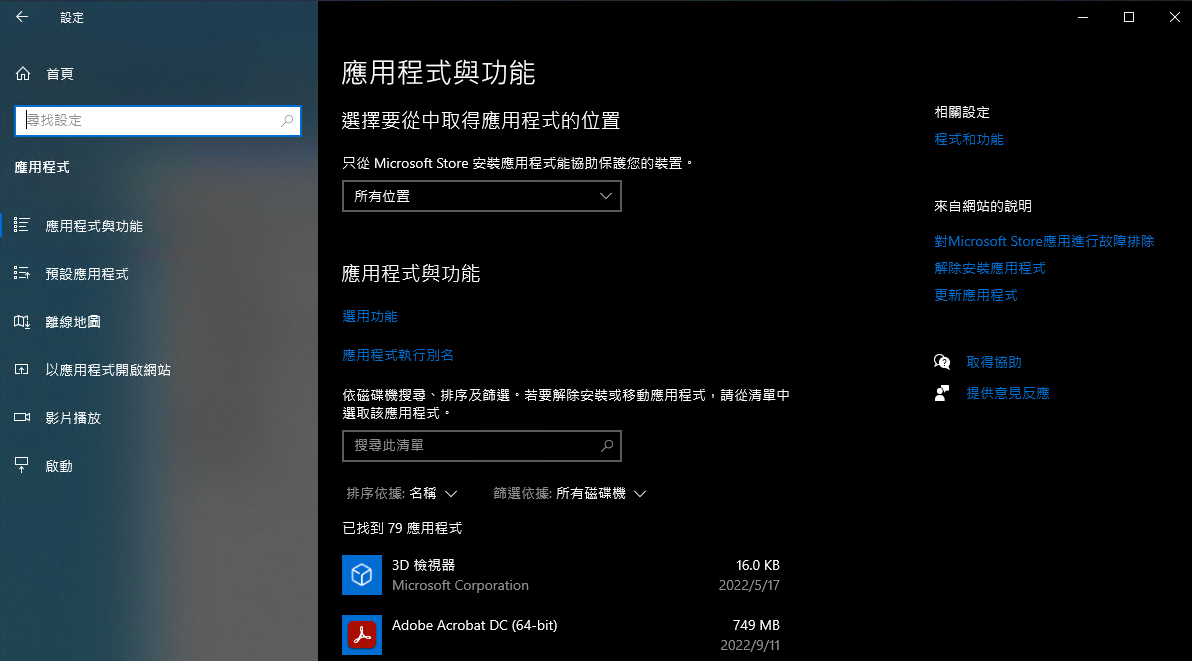 設定
首頁
尋找設定
應用程式
應用程式與功能
預設應用程式
離線地圖
以應用程式開啟網站
影片播放
啟動
應用程式與功能
選擇要從中取得應用程式的位置
只從 Microsoft Store 安裝應用程式能協助保護您的裝置。
所有位置
應用程式與功能
選用功能
應用程式執行別名
依磁碟機搜尋、排序及篩選。若要解除安裝或移動應用程式，請從清單中
選取該應用程式。
搜尋此清單
排序依據: 名稱 篩選依據: 所有磁碟機
已找到 79 應用程式
3D 檢視器 16.0 KB
Microsoft Corporation 2022/5/17
Adobe Acrobat DC (64-bit) 749 MB
2022/9/11
相關設定
程式和功能
來自網站的說明
對Microsoft Store應用進行故障排除
解除安裝應用程式
更新應用程式
取得協助
提供意見反應